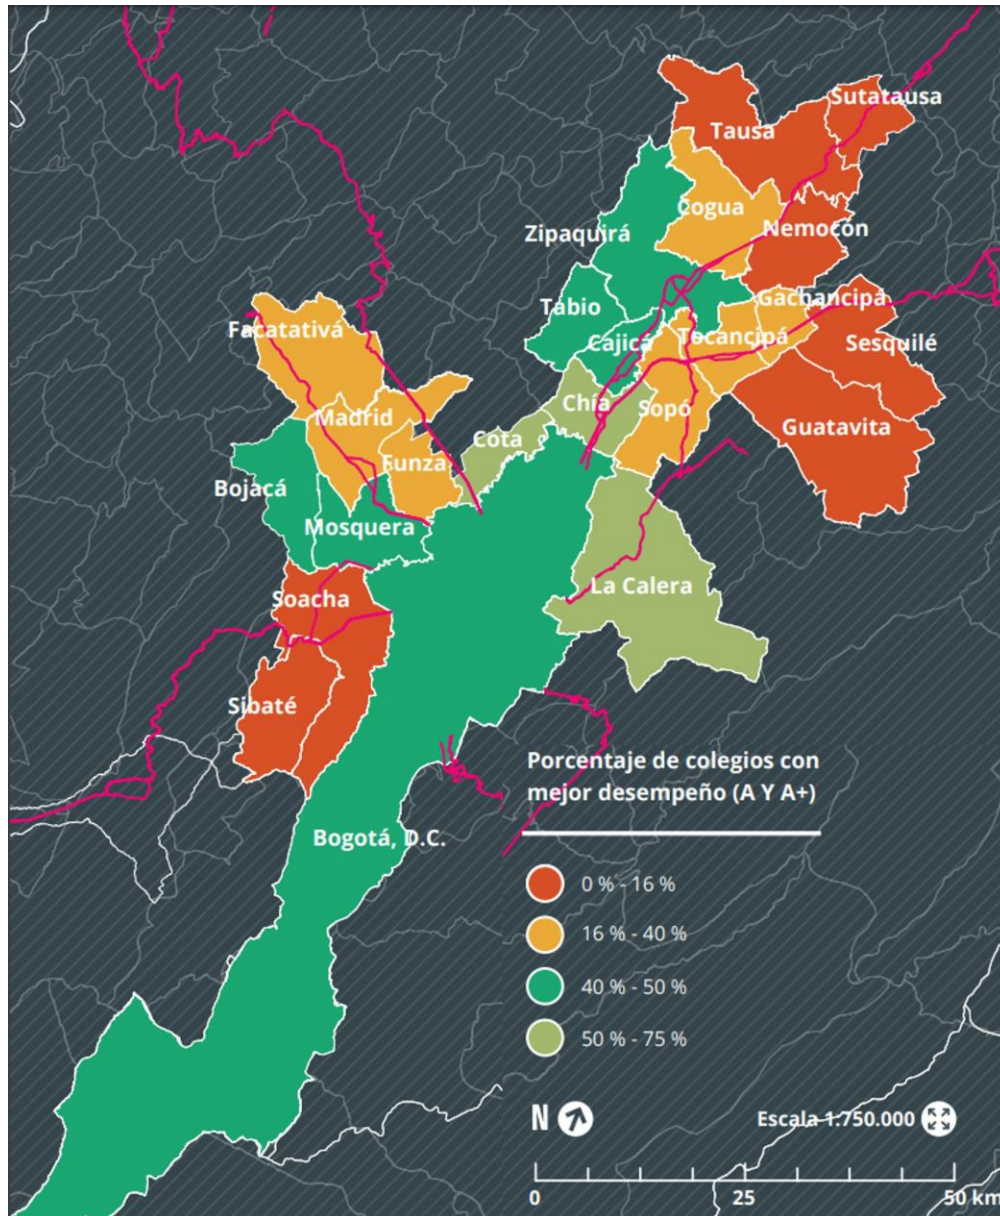 Sutatausa
Tausa
Cogua
Nemocón
Zipaquirá
Gachancipá
Tabio
Facatativá
Tocancipá
Cajicá
Sesquilé
Chía
Sopó
Madrid
Guatavita
Cota
Funza
Bojacá
Mosquera
La Calera
Soacha
Sibaté
Bogotá, D.C.
Porcentaje de colegios con
mejor desempeño (A Y A+)
0 % - 16 %
16 % - 40 %
40 % - 50 %
50 % - 75 %
N
Escala 1:750.000
0 25 50 km